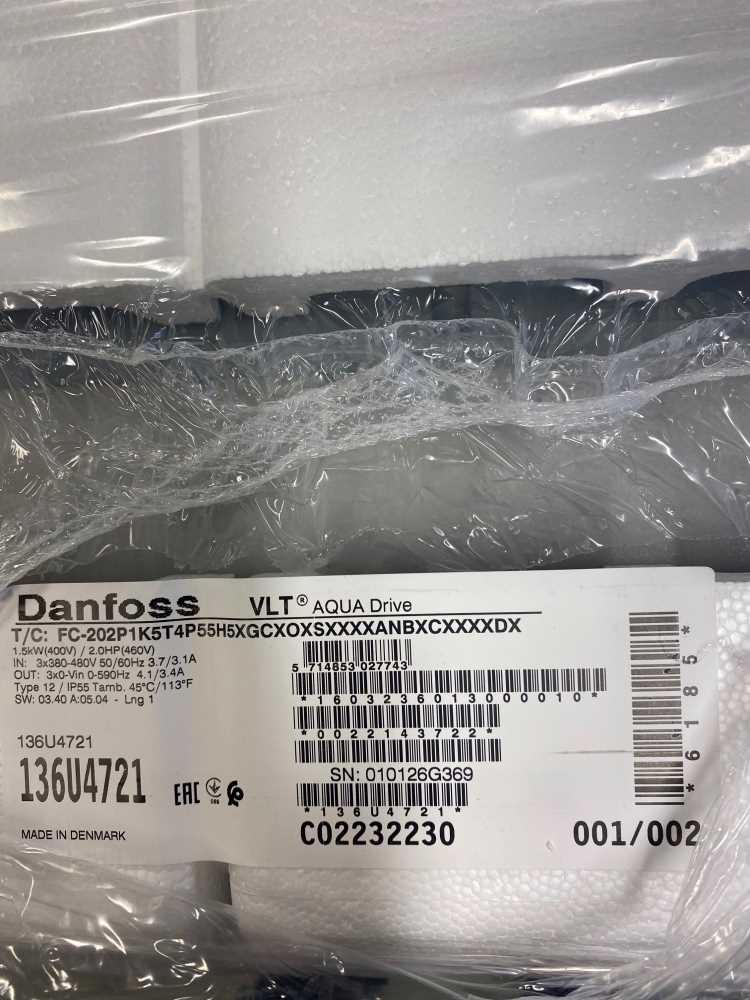 Danfoss VLT® AQUA Drive
T/C: FC-202P1K5T4P55H5XGCXOXSXXXXANBXCXXXXDX
1.5kW(400V) / 2.0HP(460V)
IN: 3x380-480V 50/60Hz 3.7/3.1A
OUT: 3x0-Vin 0-590Hz 4.1/3.4A
Type 12 / IP55 Tamb. 45°C/113°F
SW: 03.40 A:05.04 - Lng 1
5 714653 027743
*160323601300010*
*0022143722*
136U4721
136U4721
EAC
SN: 010126G369
*136U4721*
MADE IN DENMARK
C02232230
001/002
*6185*